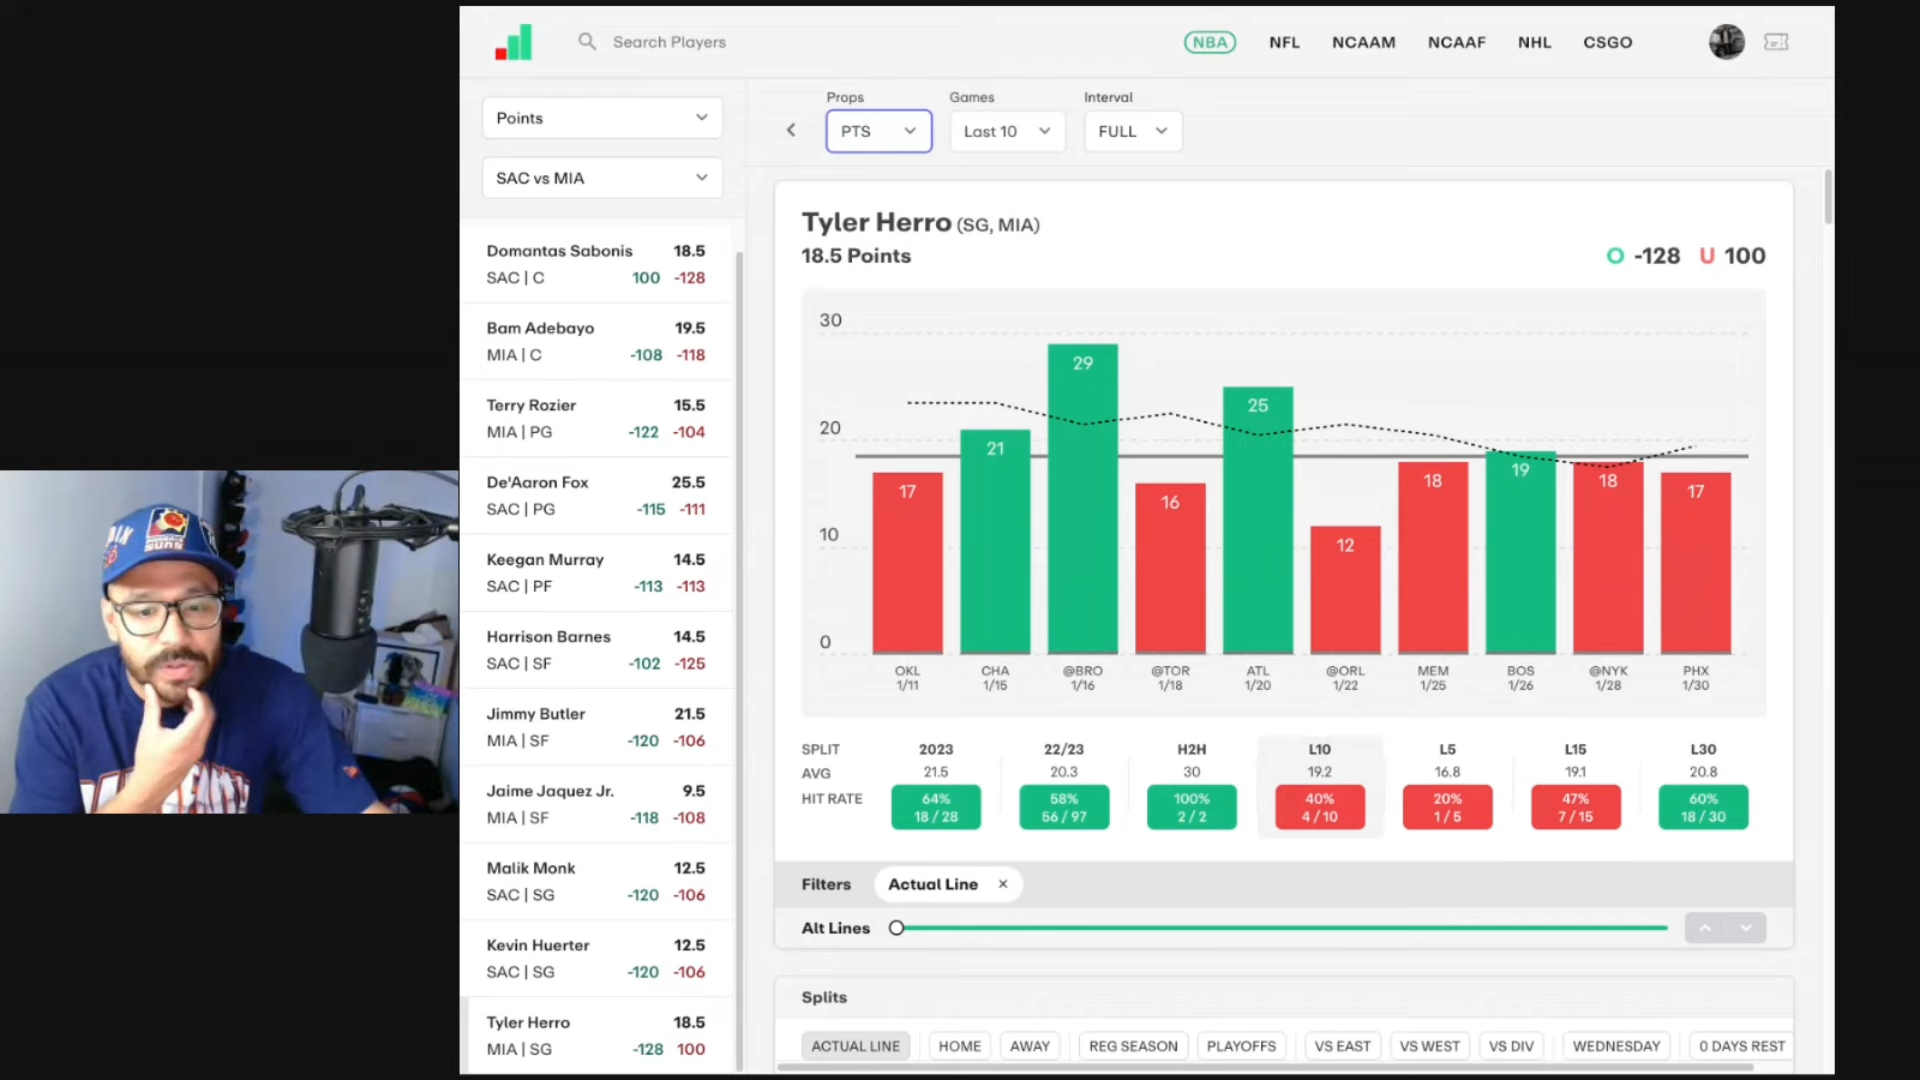 Search Players
NBA NFL NCAAM NCAAF NHL CSGO
Points
SAC vs MIA
Domantas Sabonis 18.5
SAC | C 100 -128
Bam Adebayo 19.5
MIA | C -108 -118
Terry Rozier 15.5
MIA | PG -122 -104
De'Aaron Fox 25.5
SAC | PG -115 -111
Keegan Murray 14.5
SAC | PF -113 -113
Harrison Barnes 14.5
SAC | SF -102 -125
Jimmy Butler 21.5
MIA | SF -120 -106
Jaime Jaquez Jr. 9.5
MIA | SF -118 -108
Malik Monk 12.5
SAC | SG -120 -106
Kevin Huerter 12.5
SAC | SG -120 -106
Tyler Herro 18.5
MIA | SG -128 100
Props Games Interval
PTS Last 10 FULL
Tyler Herro (SG, MIA)
18.5 Points O -128 U 100
30
20
10
0
17 21 29 16 25 12 18 19 18 17
OKL CHA @BRO @TOR ATL @ORL MEM BOS @NYK PHX
1/11 1/15 1/16 1/18 1/20 1/22 1/25 1/26 1/28 1/30
SPLIT 2023 22/23 H2H L10 L5 L15 L30
AVG 21.5 20.3 30 19.2 16.8 19.1 20.8
HIT RATE 64% 58% 100% 40% 20% 47% 60%
18 / 28 56 / 97 2 / 2 4 / 10 1 / 5 7 / 15 18 / 30
Filters Actual Line ×
Alt Lines
Splits
ACTUAL LINE HOME AWAY REG SEASON PLAYOFFS VS EAST VS WEST VS DIV WEDNESDAY 0 DAYS REST
SUNS